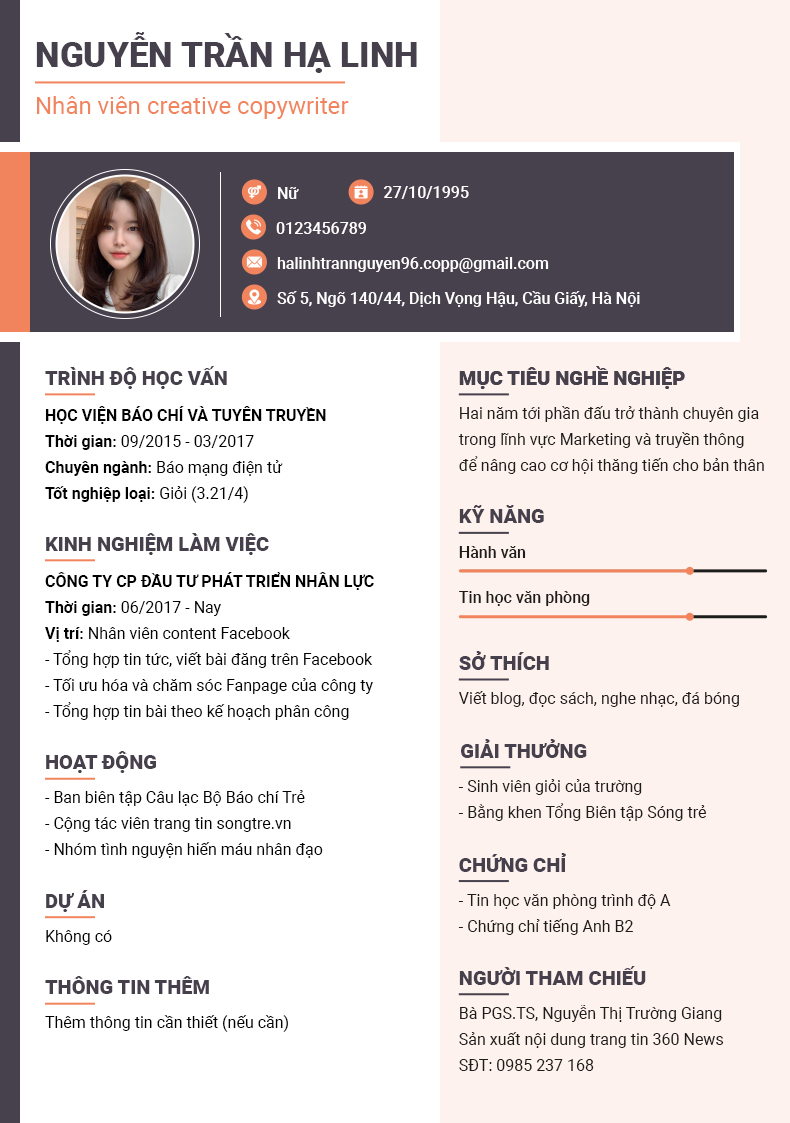 NGUYỄN TRẦN HẠ LINH
Nhân viên creative copywriter
Nữ
27/10/1995
0123456789
halinhtrannguyen96.copp@gmail.com
Số 5, Ngõ 140/44, Dịch Vọng Hậu, Cầu Giấy, Hà Nội
TRÌNH ĐỘ HỌC VẤN
HỌC VIỆN BÁO CHÍ VÀ TUYÊN TRUYỀN
Thời gian: 09/2015 - 03/2017
Chuyên ngành: Báo mạng điện tử
Tốt nghiệp loại: Giỏi (3.21/4)
KINH NGHIỆM LÀM VIỆC
CÔNG TY CP ĐẦU TƯ PHÁT TRIỂN NHÂN LỰC
Thời gian: 06/2017 - Nay
Vị trí: Nhân viên content Facebook
- Tổng hợp tin tức, viết bài đăng trên Facebook
- Tối ưu hóa và chăm sóc Fanpage của công ty
- Tổng hợp tin bài theo kế hoạch phân công
HOẠT ĐỘNG
- Ban biên tập Câu lạc Bộ Báo chí Trẻ
- Cộng tác viên trang tin songtre.vn
- Nhóm tình nguyện hiến máu nhân đạo
DỰ ÁN
Không có
THÔNG TIN THÊM
Thêm thông tin cần thiết (nếu cần)
MỤC TIÊU NGHỀ NGHIỆP
Hai năm tới phần đấu trở thành chuyên gia
trong lĩnh vực Marketing và truyền thông
để nâng cao cơ hội thăng tiến cho bản thân
KỸ NĂNG
Hành văn
Tin học văn phòng
SỞ THÍCH
Viết blog, đọc sách, nghe nhạc, đá bóng
GIẢI THƯỞNG
- Sinh viên giỏi của trường
- Bằng khen Tổng Biên tập Sóng trẻ
CHỨNG CHỈ
- Tin học văn phòng trình độ A
- Chứng chỉ tiếng Anh B2
NGƯỜI THAM CHIẾU
Bà PGS.TS, Nguyễn Thị Trường Giang
Sản xuất nội dung trang tin 360 News
SĐT: 0985 237 168